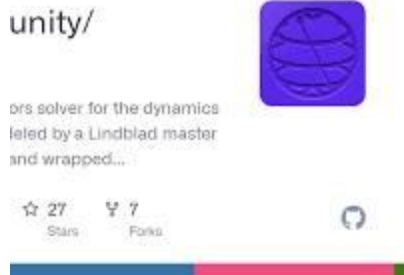 unity/
ors solver for the dynamics
leled by a Lindblad master
and wrapped...
27
Stars
7
Forks